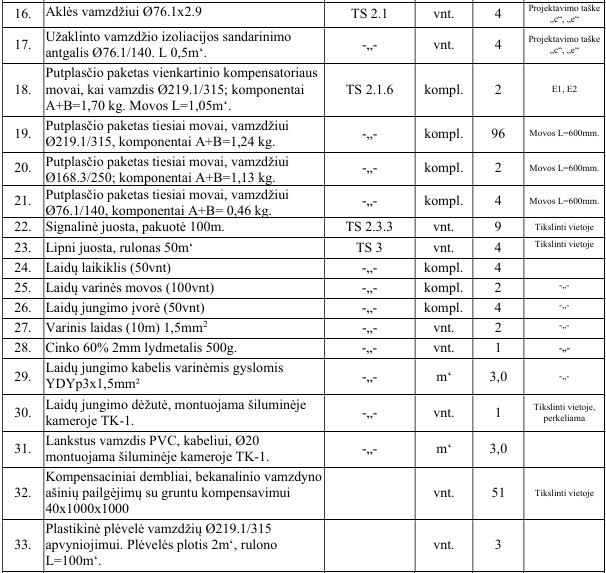 16. Aklės vamzdžiui Ø76.1x2.9 TS 2.1 vnt. 4 Projektavimo taške „c“, „e“
17. Užaklinto vamzdžio izoliacijos sandarinimo antgalis Ø76.1/140. L 0,5m‘. -„- vnt. 4 Projektavimo taške „c“, „e“
18. Putplasčio paketas vienkartinio kompensatoriaus movai, kai vamzdis Ø219.1/315; komponentai A+B=1,70 kg. Movos L=1,05m‘. TS 2.1.6 kompl. 2 E1, E2
19. Putplasčio paketas tiesiai movai, vamzdžiui Ø219.1/315, komponentai A+B=1,24 kg. -„- kompl. 96 Movos L=600mm.
20. Putplasčio paketas tiesiai movai, vamzdžiui Ø168.3/250; komponentai A+B=1,13 kg. -„- kompl. 2 Movos L=600mm.
21. Putplasčio paketas tiesiai movai, vamzdžiui Ø76.1/140, komponentai A+B= 0,46 kg. -„- kompl. 4 Movos L=600mm.
22. Signalinė juosta, pakuotė 100m. TS 2.3.3 vnt. 9 Tikslinti vietoje
23. Lipni juosta, rulonas 50m‘ TS 3 vnt. 4 Tikslinti vietoje
24. Laidų laikiklis (50vnt) -„- kompl. 4
25. Laidų varinės movos (100vnt) -„- kompl. 2 -„-
26. Laidų jungimo įvorė (50vnt) -„- kompl. 4 -„-
27. Varinis laidas (10m) 1,5mm² -„- vnt. 2 -„-
28. Cinko 60% 2mm lydmetalis 500g. -„- vnt. 1 -„-
29. Laidų jungimo kabelis varinėmis gyslomis YDYp3x1,5mm² -„- m‘ 3,0 -„-
30. Laidų jungimo dėžutė, montuojama šiluminėje kameroje TK-1. -„- vnt. 1 Tikslinti vietoje, perkeliama
31. Lankstus vamzdis PVC, kabeliui, Ø20 montuojama šiluminėje kameroje TK-1. -„- m‘ 3,0
32. Kompensaciniai dembliai, bekanalinio vamzdyno ašinių pailgėjimų su gruntu kompensavimui 40x1000x1000 vnt. 51 Tikslinti vietoje
33. Plastikinė plėvelė vamzdžių Ø219.1/315 apvyniojimui. Plėvelės plotis 2m‘, rulono L=100m‘. vnt. 3